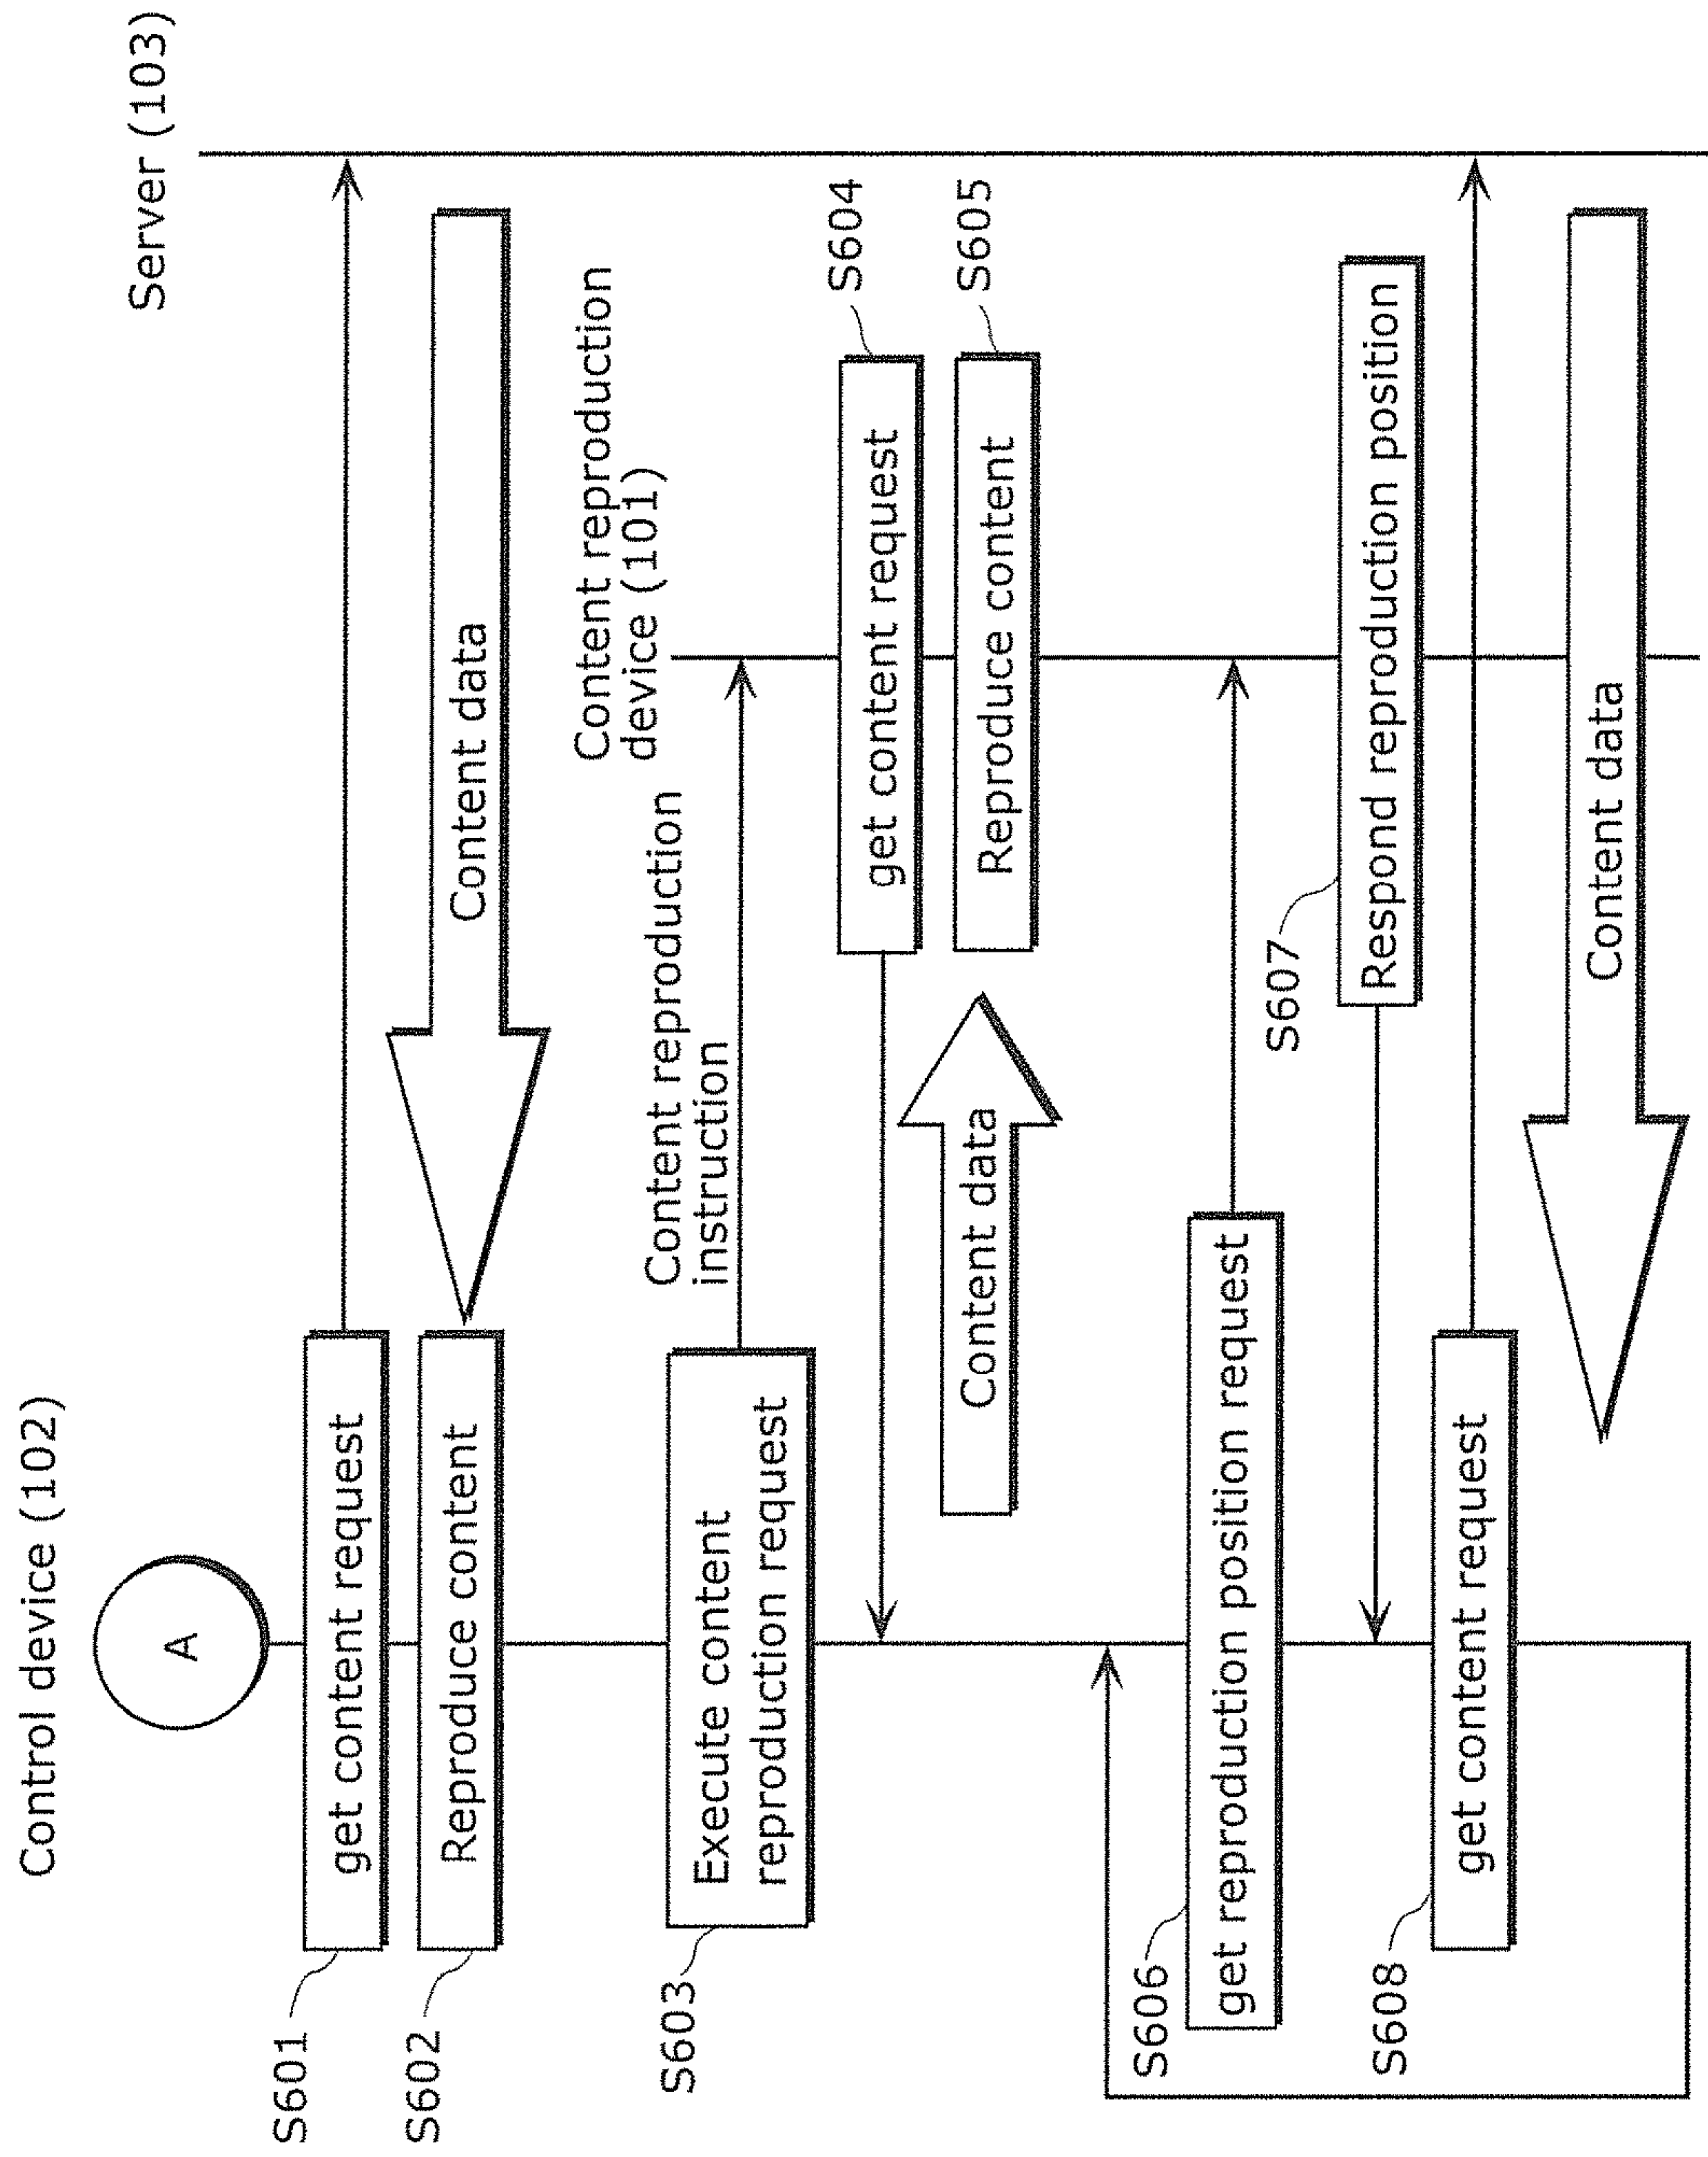 Control device (102)
Server (103)
A
S601
get content request
S602
Reproduce content
Content data
Content reproduction
device (101)
Content reproduction
instruction
S603
Execute content
reproduction request
S604
get content request
S605
Reproduce content
Content data
S606
get reproduction position request
S607
Respond reproduction position
S608
get content request
Content data